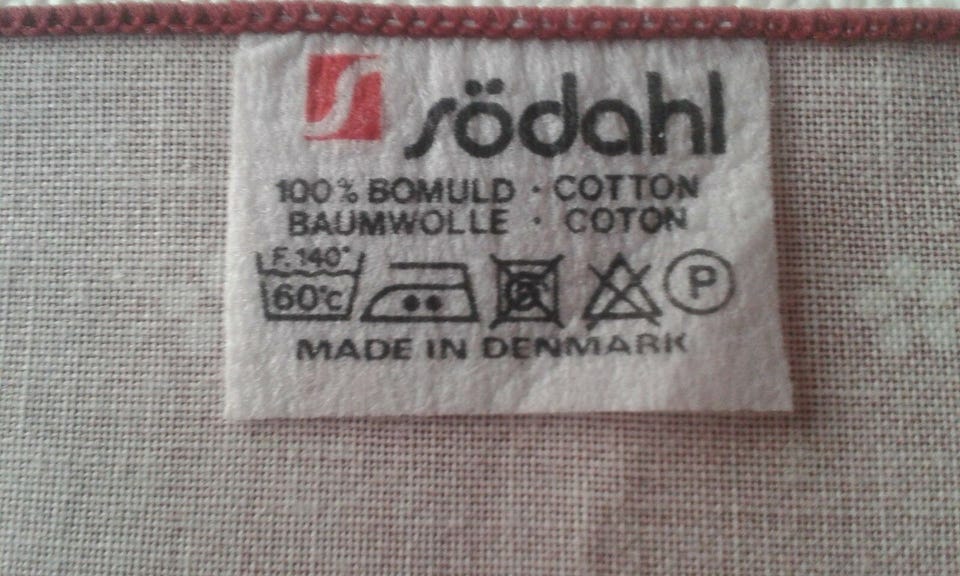 södahl
100% BOMULD · COTTON
BAUMWOLLE · COTON
F. 140°
60°c
P
MADE IN DENMARK